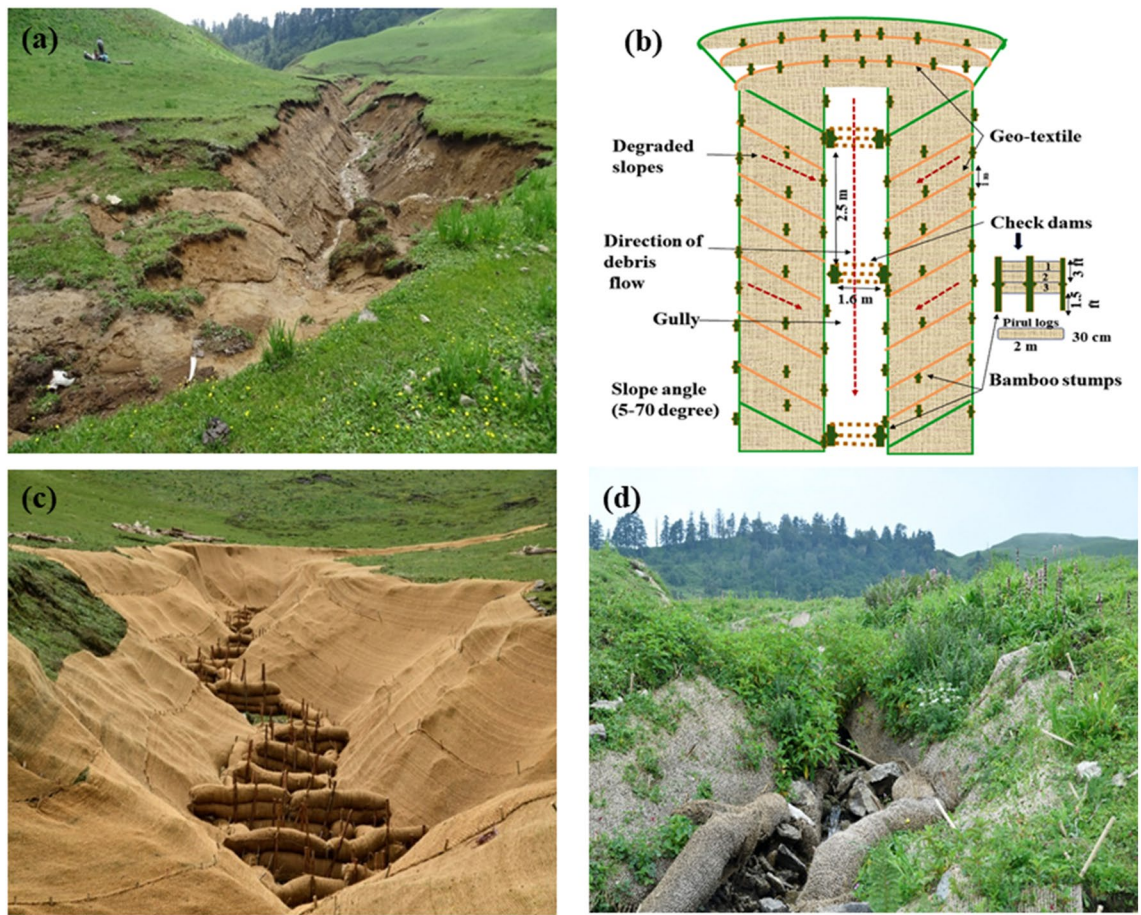 (a)
(b)
Degraded
slopes
Geo-textile
1 m
2.5 m
Check dams
Direction of
debris
flow
1.6 m
1
2
3
3 ft
1.5
ft
Gully
Pirul logs
2 m
30 cm
Slope angle
(5-70 degree)
Bamboo stumps
(c)
(d)